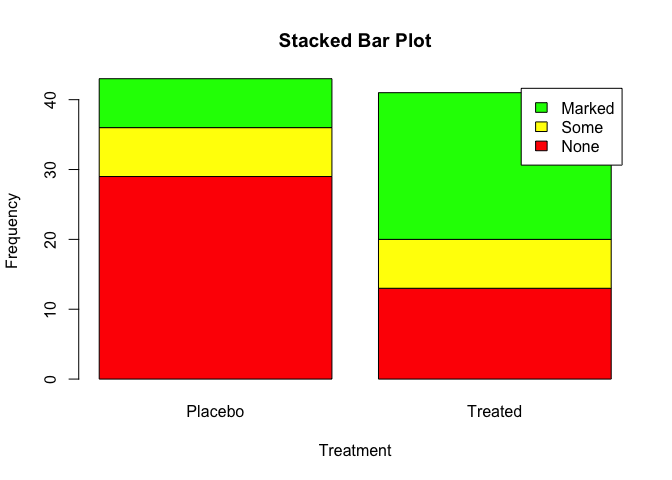 Stacked Bar Plot
Frequency
40
30
20
10
0
Marked
Some
None
Placebo
Treated
Treatment